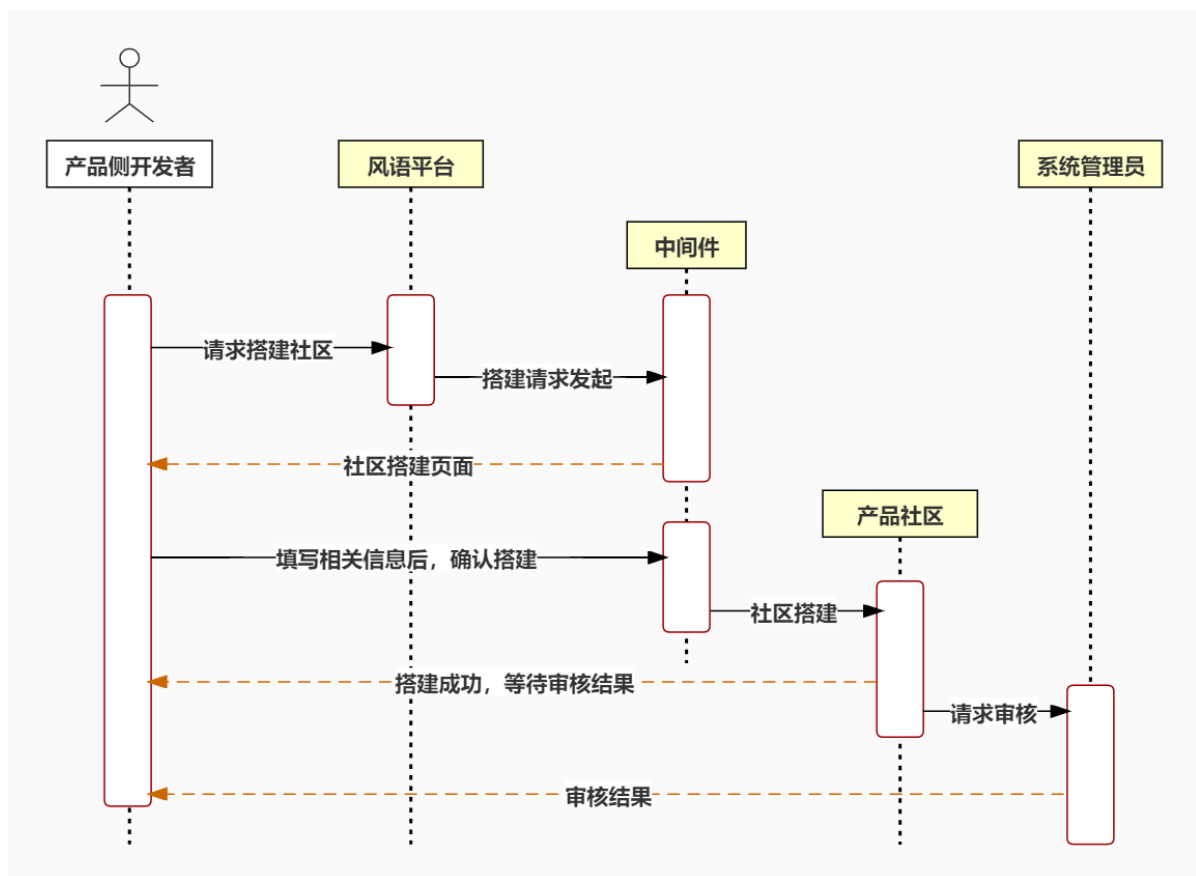 产品侧开发者
风语平台
系统管理员
中间件
请求搭建社区
搭建请求发起
社区搭建页面
产品社区
填写相关信息后，确认搭建
社区搭建
搭建成功，等待审核结果
请求审核
审核结果